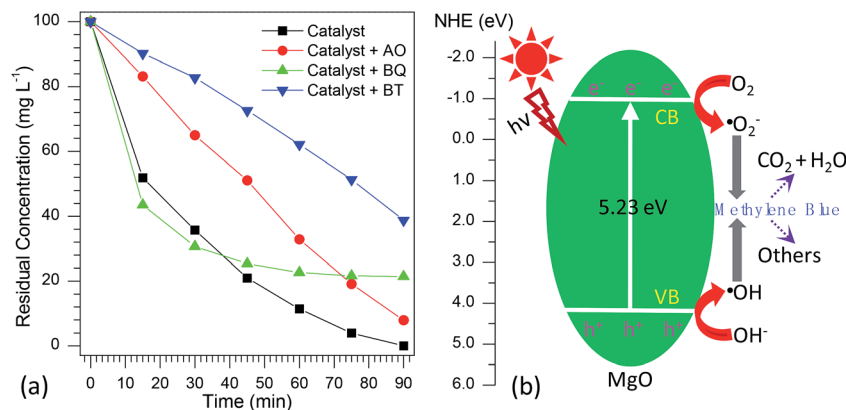 Residual Concentration (mg L⁻¹)
100
80
60
40
20
0
0 10 20 30 40 50 60 70 80 90
Time (min)
Catalyst
Catalyst + AO
Catalyst + BQ
Catalyst + BT
(a)
NHE (eV)
-2.0
-1.0
0.0
1.0
2.0
3.0
4.0
5.0
6.0
hν
e⁻ e⁻ e⁻
CB
5.23 eV
VB
h⁺ h⁺ h⁺
MgO
O₂
•O₂⁻
CO₂ + H₂O
Methylene Blue
Others
•OH
OH⁻
(b)